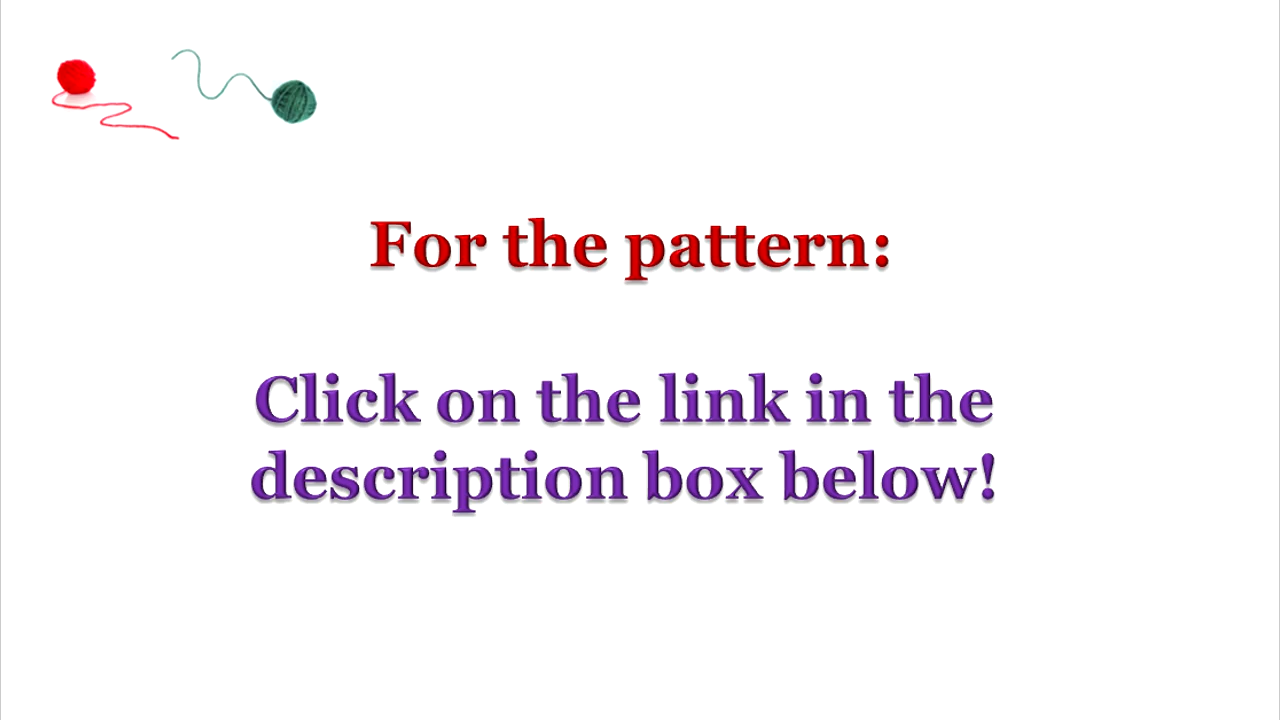 For the pattern:
Click on the link in the
description box below!